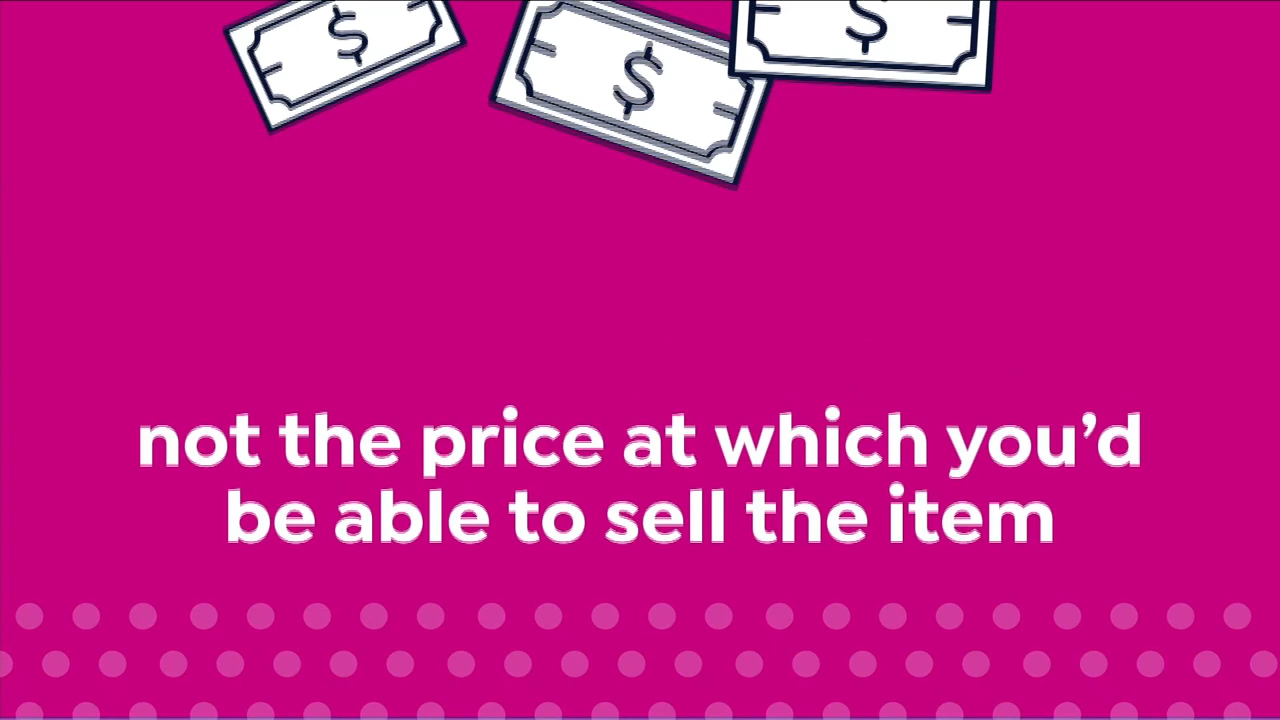 $ $ $
not the price at which you’d
be able to sell the item